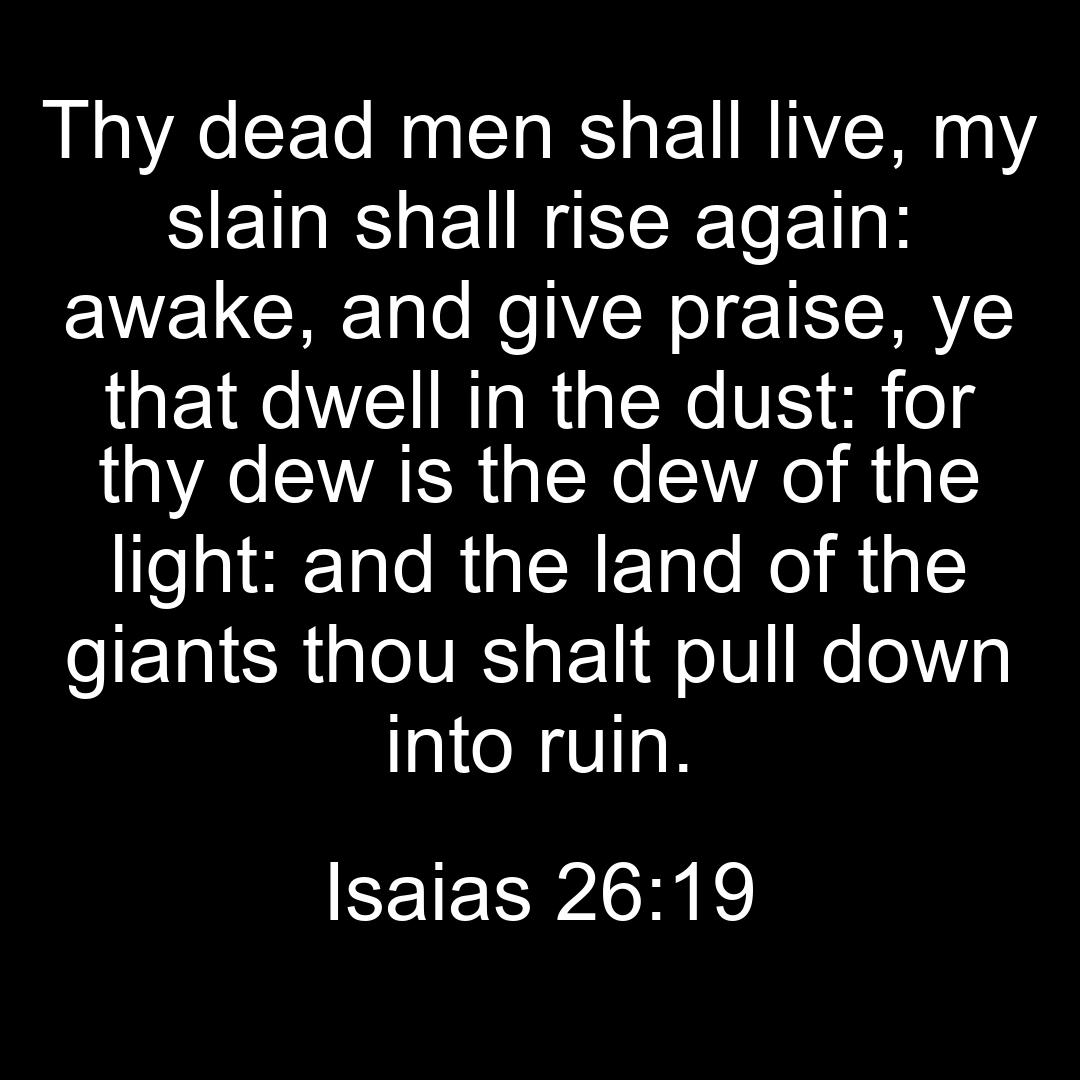 Thy dead men shall live, my
slain shall rise again:
awake, and give praise, ye
that dwell in the dust: for
thy dew is the dew of the
light: and the land of the
giants thou shalt pull down
into ruin.
Isaias 26:19